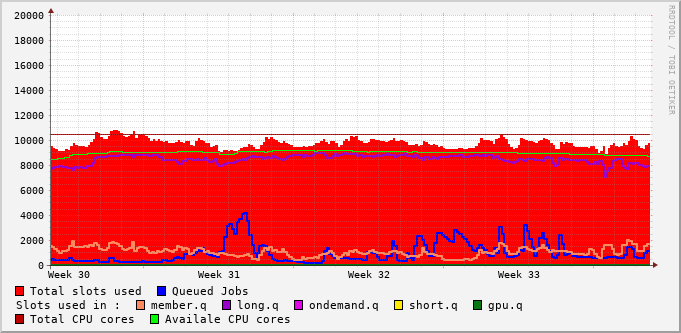 20000
18000
16000
14000
12000
10000
8000
6000
4000
2000
0
Week 30 Week 31 Week 32 Week 33
Total slots used Queued Jobs
Slots used in : member.q long.q ondemand.q short.q gpu.q
Total CPU cores Availale CPU cores
RRDTOOL / TOBI OETIKER